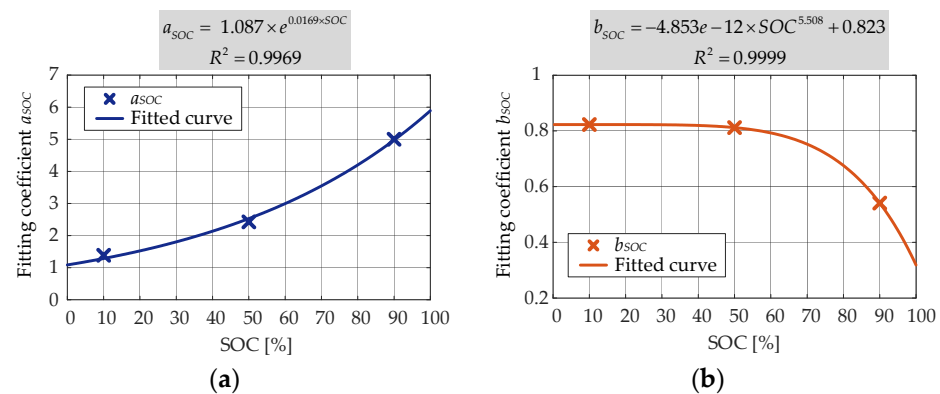 a_SOC = 1.087 × e^{0.0169×SOC}
R² = 0.9969
7
6
5
4
3
2
1
0
Fitting coefficient a_SOC
a_SOC
Fitted curve
0 10 20 30 40 50 60 70 80 90 100
SOC [%]
(a)
b_SOC = −4.853e − 12 × SOC^{5.508} + 0.823
R² = 0.9999
1
0.8
0.6
0.4
0.2
Fitting coefficient b_SOC
b_SOC
Fitted curve
0 10 20 30 40 50 60 70 80 90 100
SOC [%]
(b)